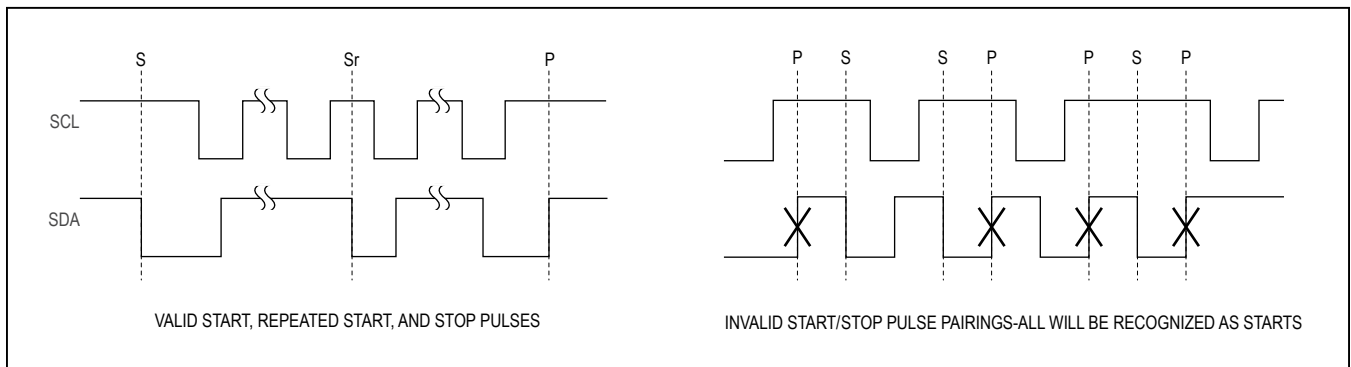 S Sr P
P S S P P S P
SCL
SDA
VALID START, REPEATED START, AND STOP PULSES
INVALID START/STOP PULSE PAIRINGS-ALL WILL BE RECOGNIZED AS STARTS